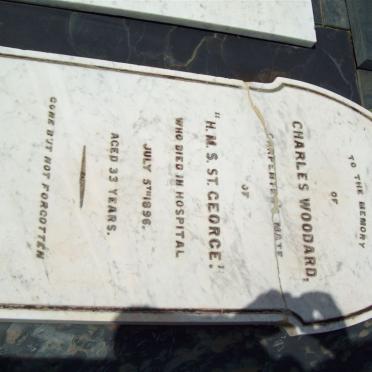 TO THE MEMORY
OF
CHARLES WOODARD,
CARPENTERS MATE
OF
"H.M.S. ST. GEORGE,"
WHO DIED IN HOSPITAL
JULY 5TH 1896.
AGED 33 YEARS.
GONE BUT NOT FORGOTTEN